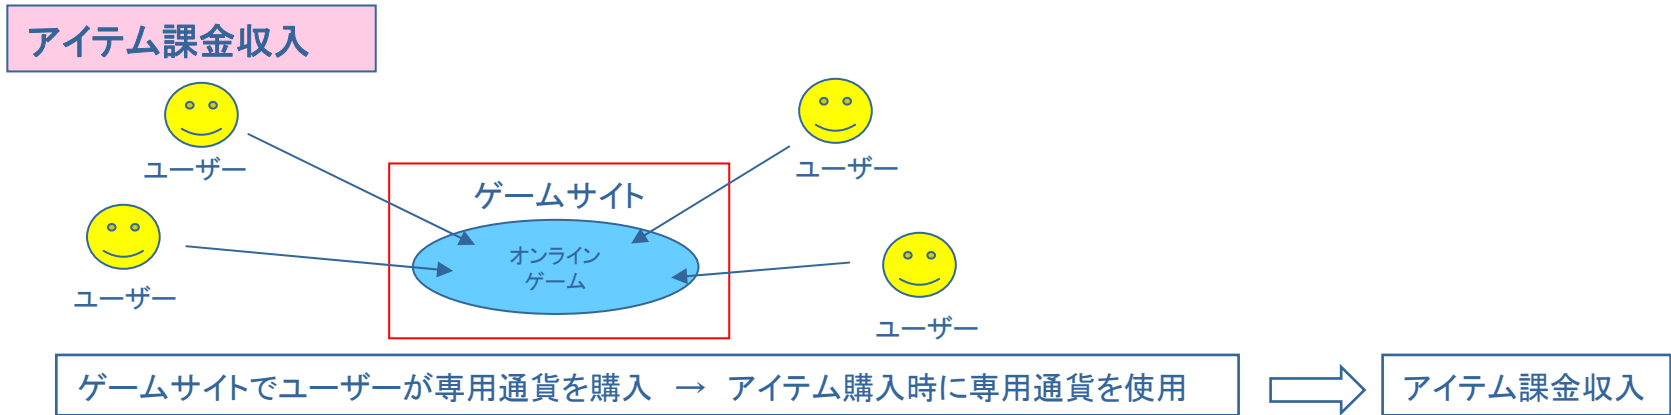 アイテム課金収入
ユーザー
ユーザー
ゲームサイト
オンライン
ゲーム
ユーザー
ユーザー
ゲームサイトでユーザーが専用通貨を購入 → アイテム購入時に専用通貨を使用
アイテム課金収入